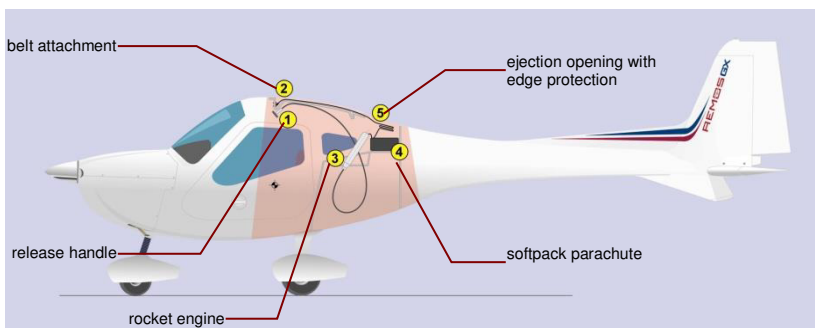 belt attachment
ejection opening with
edge protection
2
5
1
3
4
REMOS GX
release handle
softpack parachute
rocket engine